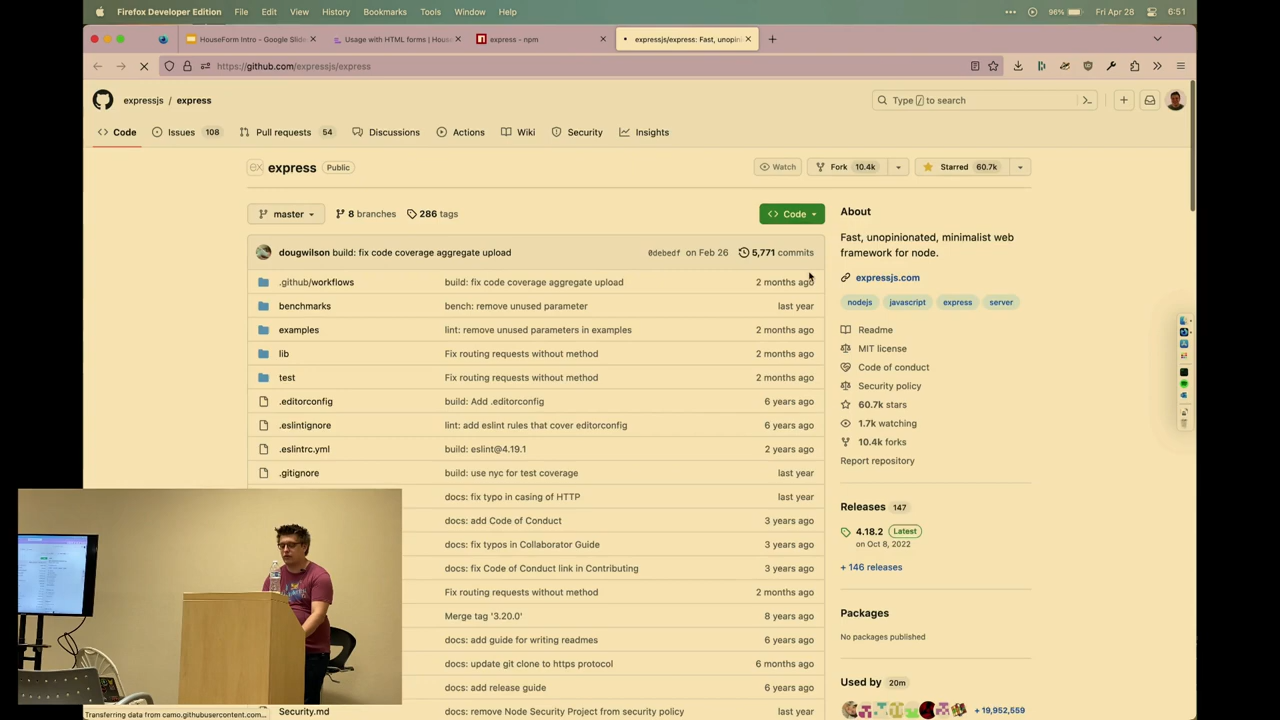 Firefox Developer Edition File Edit View History Bookmarks Tools Window Help 96% Fri Apr 28 6:51
HouseForm Intro - Google Slide Usage with HTML forms | House express - npm expressjs/express: Fast, unopin
https://github.com/expressjs/express
expressjs / express Type / to search
Code Issues 108 Pull requests 54 Discussions Actions Wiki Security Insights
express Public Watch Fork 10.4k Starred 60.7k
master 8 branches 286 tags Code
dougwilson build: fix code coverage aggregate upload 0debedf on Feb 26 5,771 commits
.github/workflows build: fix code coverage aggregate upload 2 months ago
benchmarks bench: remove unused parameter last year
examples lint: remove unused parameters in examples 2 months ago
lib Fix routing requests without method 2 months ago
test Fix routing requests without method 2 months ago
.editorconfig build: Add .editorconfig 6 years ago
.eslintignore lint: add eslint rules that cover editorconfig 6 years ago
.eslintrc.yml build: eslint@4.19.1 2 years ago
.gitignore build: use nyc for test coverage last year
docs: fix typo in casing of HTTP last year
docs: add Code of Conduct 3 years ago
docs: fix typos in Collaborator Guide 3 years ago
docs: fix Code of Conduct link in Contributing 3 years ago
Fix routing requests without method 2 months ago
Merge tag '3.20.0' 8 years ago
docs: add guide for writing readmes 6 years ago
docs: update git clone to https protocol 6 months ago
docs: add release guide 6 years ago
Security.md docs: remove Node Security Project from security policy last year
About
Fast, unopinionated, minimalist web
framework for node.
expressjs.com
nodejs javascript express server
Readme
MIT license
Code of conduct
Security policy
60.7k stars
1.7k watching
10.4k forks
Report repository
Releases 147
4.18.2 Latest
on Oct 8, 2022
+ 146 releases
Packages
No packages published
Used by 20m
+ 19,952,559
Transferring data from camo.githubusercontent.com...